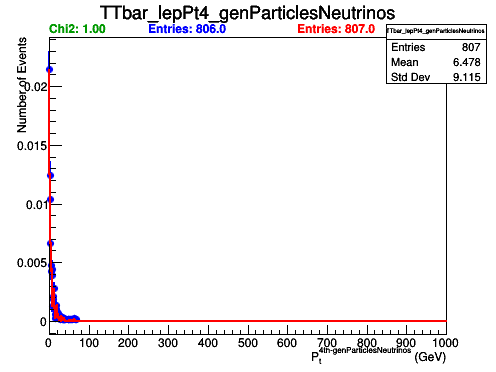 TTbar_lepPt4_genParticlesNeutrinos
Chi2: 1.00 Entries: 806.0 Entries: 807.0
TTbar_lepPt4_genParticlesNeutrinos
Entries 807
Mean 6.478
Std Dev 9.115
Number of Events
0.02
0.015
0.01
0.005
0
0 100 200 300 400 500 600 700 800 900 1000
P_t^4th-genParticlesNeutrinos (GeV)